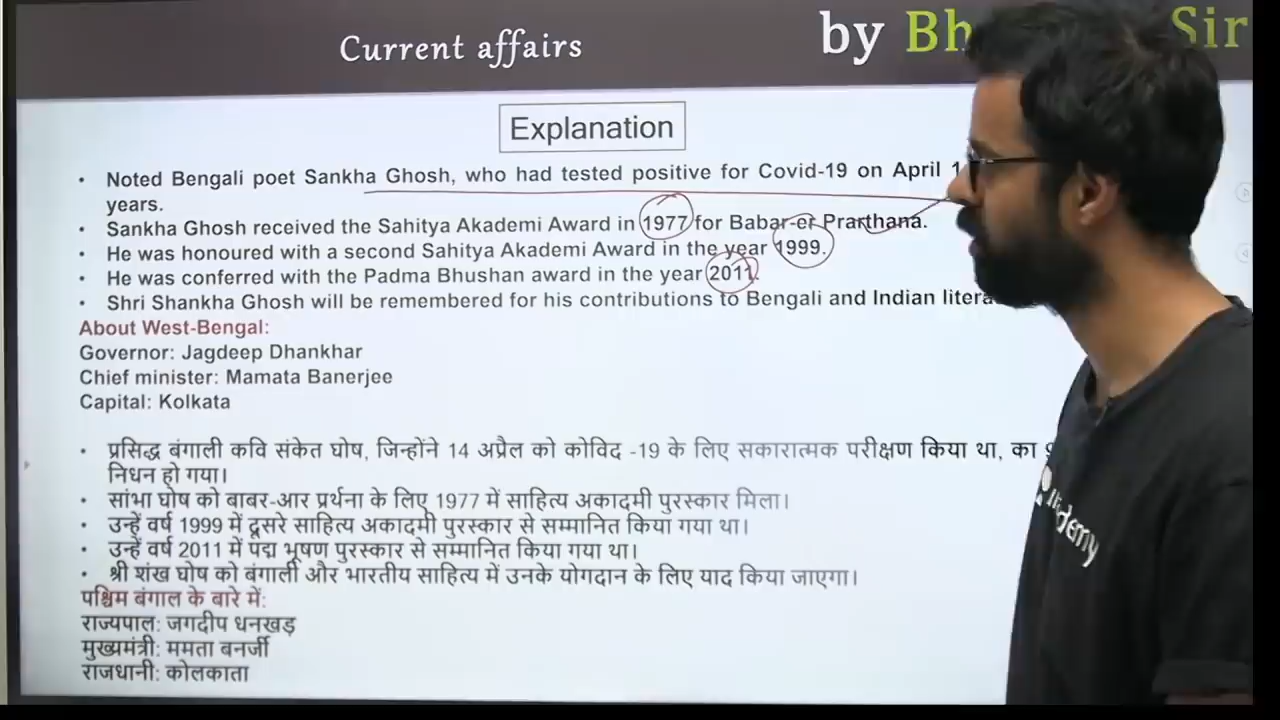 Current affairs
by Bh Sir
Explanation
• Noted Bengali poet Sankha Ghosh, who had tested positive for Covid-19 on April 1
years.
• Sankha Ghosh received the Sahitya Akademi Award in 1977 for Babar-er Prarthana.
• He was honoured with a second Sahitya Akademi Award in the year 1999.
• He was conferred with the Padma Bhushan award in the year 2011.
• Shri Shankha Ghosh will be remembered for his contributions to Bengali and Indian litera
About West-Bengal:
Governor: Jagdeep Dhankhar
Chief minister: Mamata Banerjee
Capital: Kolkata
• प्रसिद्ध बंगाली कवि संकेत घोष, जिन्होंने 14 अप्रैल को कोविद -19 के लिए सकारात्मक परीक्षण किया था, का
निधन हो गया।
• सांभा घोष को बाबर-आर प्रर्थना के लिए 1977 में साहित्य अकादमी पुरस्कार मिला।
• उन्हें वर्ष 1999 में दूसरे साहित्य अकादमी पुरस्कार से सम्मानित किया गया था।
• उन्हें वर्ष 2011 में पद्म भूषण पुरस्कार से सम्मानित किया गया था।
• श्री शंख घोष को बंगाली और भारतीय साहित्य में उनके योगदान के लिए याद किया जाएगा।
पश्चिम बंगाल के बारे में:
राज्यपाल: जगदीप धनखड़
मुख्यमंत्री: ममता बनर्जी
राजधानी: कोलकाता